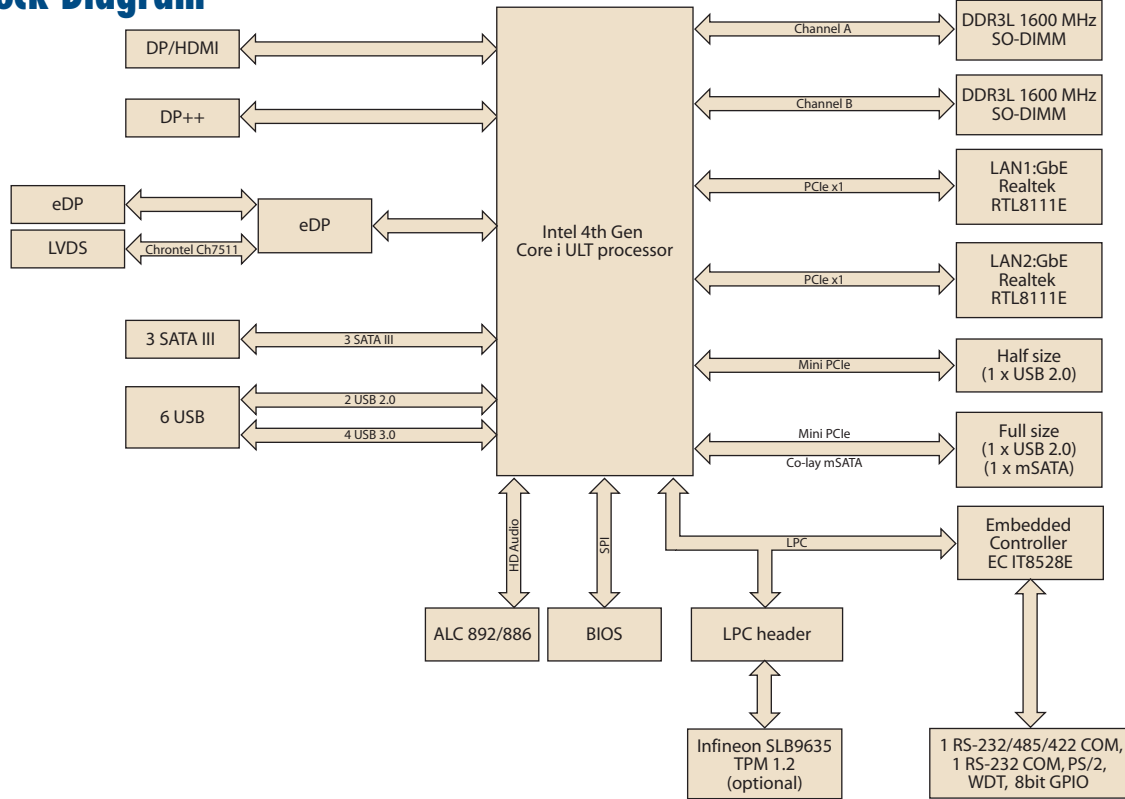 Diagram
DP/HDMI
DP++
eDP
LVDS
Chrontel Ch7511
eDP
3 SATA III
3 SATA III
6 USB
2 USB 2.0
4 USB 3.0
Intel 4th Gen
Core i ULT processor
Channel A
DDR3L 1600 MHz
SO-DIMM
Channel B
DDR3L 1600 MHz
SO-DIMM
PCIe x1
LAN1:GbE
Realtek
RTL8111E
PCIe x1
LAN2:GbE
Realtek
RTL8111E
Mini PCIe
Half size
(1 x USB 2.0)
Mini PCIe
Co-lay mSATA
Full size
(1 x USB 2.0)
(1 x mSATA)
HD Audio
SPI
LPC
Embedded
Controller
EC IT8528E
ALC 892/886
BIOS
LPC header
Infineon SLB9635
TPM 1.2
(optional)
1 RS-232/485/422 COM,
1 RS-232 COM, PS/2,
WDT, 8bit GPIO